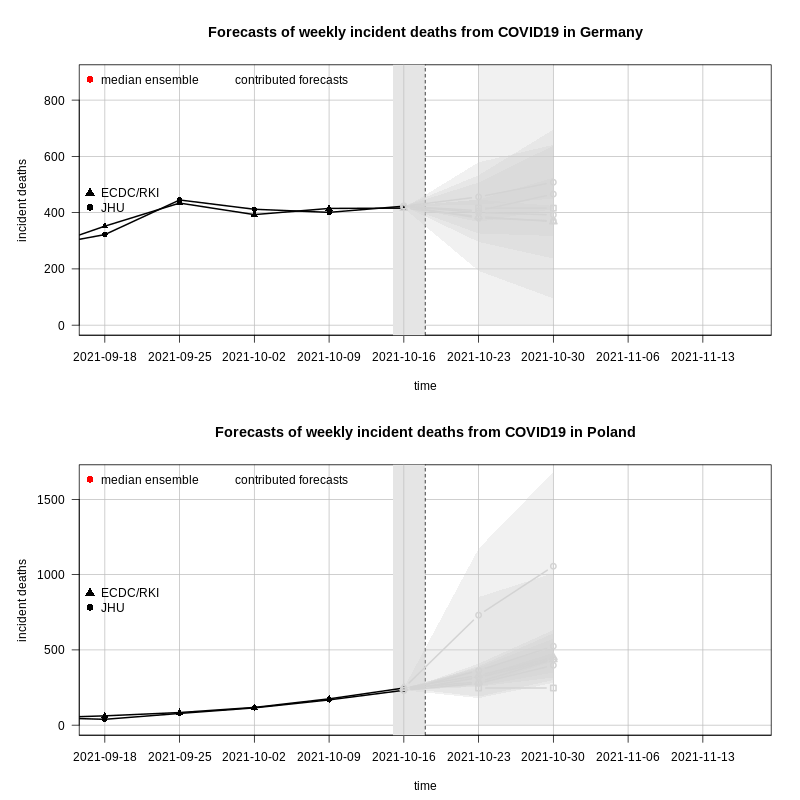 Forecasts of weekly incident deaths from COVID19 in Germany
median ensemble contributed forecasts
ECDC/RKI
JHU
incident deaths
800
600
400
200
0
2021-09-18 2021-09-25 2021-10-02 2021-10-09 2021-10-16 2021-10-23 2021-10-30 2021-11-06 2021-11-13
time
Forecasts of weekly incident deaths from COVID19 in Poland
median ensemble contributed forecasts
ECDC/RKI
JHU
incident deaths
1500
1000
500
0
2021-09-18 2021-09-25 2021-10-02 2021-10-09 2021-10-16 2021-10-23 2021-10-30 2021-11-06 2021-11-13
time